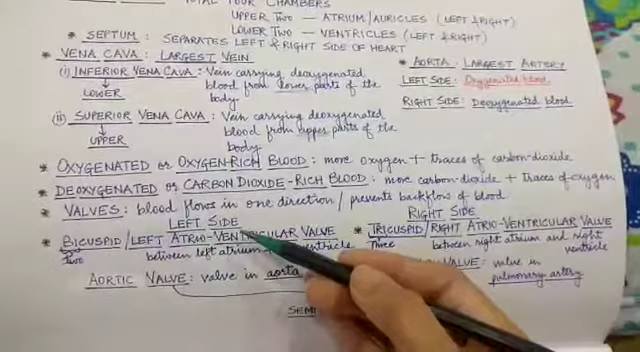 TOTAL FOUR CHAMBERS
UPPER TWO — ATRIUM/AURICLES (LEFT & RIGHT)
LOWER TWO — VENTRICLES (LEFT & RIGHT)
* SEPTUM : SEPARATES LEFT & RIGHT SIDE OF HEART
* VENA CAVA : LARGEST VEIN
(i) INFERIOR VENA CAVA : Vein carrying deoxygenated
blood from lower parts of the
LOWER
body
(ii) SUPERIOR VENA CAVA : Vein carrying deoxygenated
blood from upper parts of the
UPPER
body
* AORTA : LARGEST ARTERY
LEFT SIDE : Oxygenated blood
RIGHT SIDE : Deoxygenated blood
* OXYGENATED or OXYGEN-RICH BLOOD : more oxygen + traces of carbon-dioxide
* DEOXYGENATED or CARBON DIOXIDE-RICH BLOOD : more carbon-dioxide + traces of oxygen
* VALVES : blood flows in one direction / prevents backflow of blood
LEFT SIDE
* BICUSPID/LEFT ATRIO-VENTRICULAR VALVE
Two between left atrium ventricle
AORTIC VALVE : valve in aorta
RIGHT SIDE
* TRICUSPID/RIGHT ATRIO-VENTRICULAR VALVE
Three between right atrium and right
ventricle
valve in
pulmonary artery
SEMI